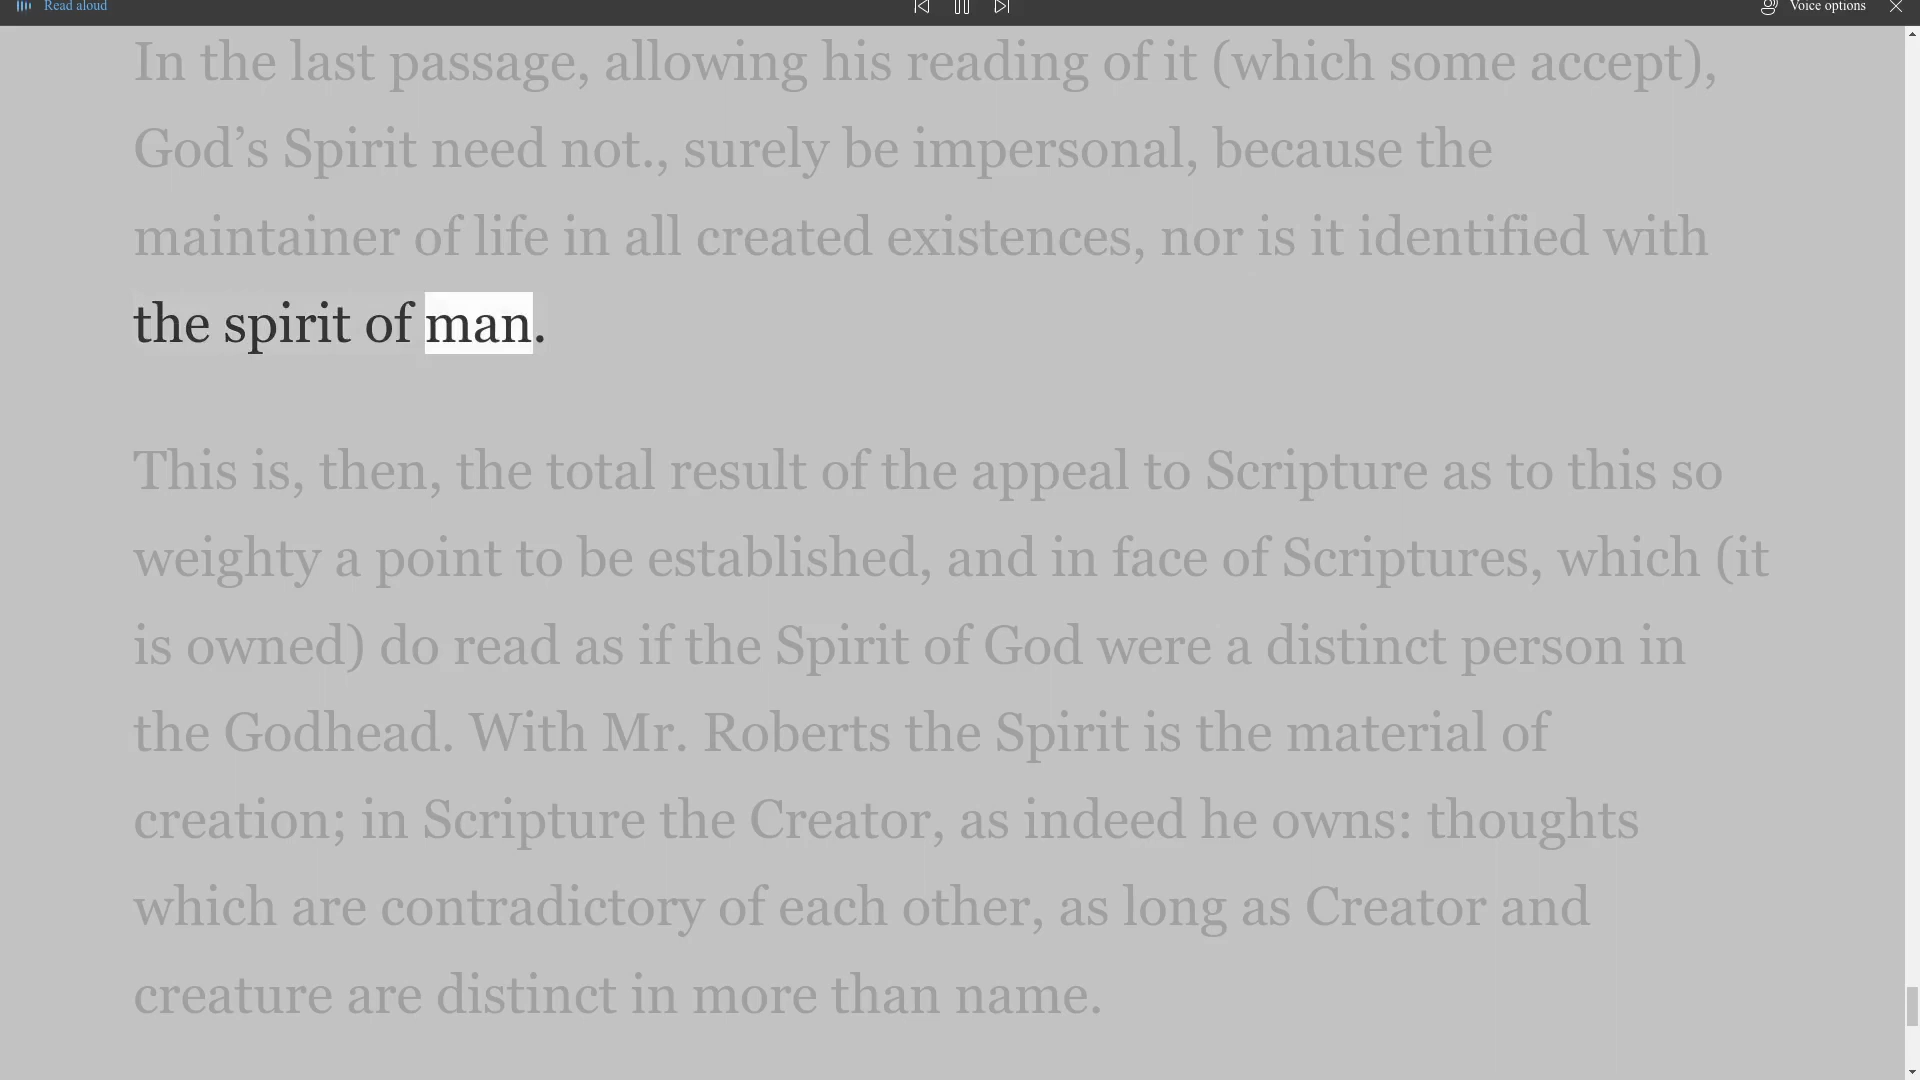 Read aloud
Voice options
In the last passage, allowing his reading of it (which some accept),
God’s Spirit need not., surely be impersonal, because the
maintainer of life in all created existences, nor is it identified with
the spirit of man.
This is, then, the total result of the appeal to Scripture as to this so
weighty a point to be established, and in face of Scriptures, which (it
is owned) do read as if the Spirit of God were a distinct person in
the Godhead. With Mr. Roberts the Spirit is the material of
creation; in Scripture the Creator, as indeed he owns: thoughts
which are contradictory of each other, as long as Creator and
creature are distinct in more than name.